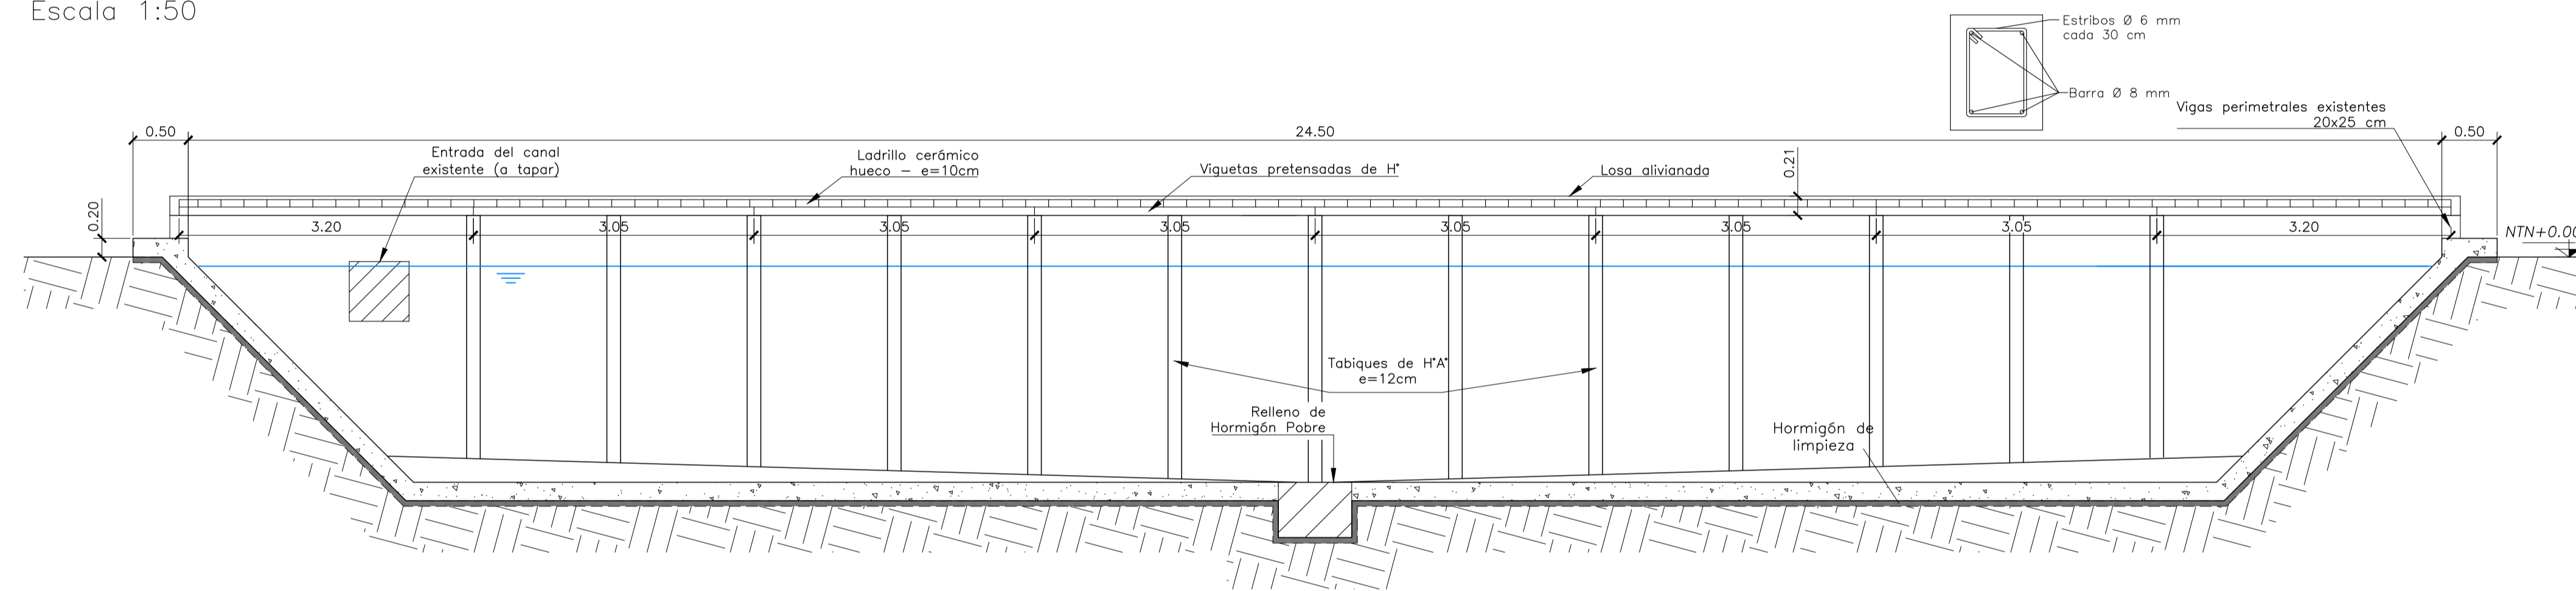 Escala 1:50
Estribos Ø 6 mm
cada 30 cm
Barra Ø 8 mm
Vigas perimetrales existentes
20x25 cm
0.50
24.50
0.50
Entrada del canal
existente (a tapar)
Ladrillo cerámico
hueco - e=10cm
Viguetas pretensadas de H°
Losa alivianada
0.21
0.20
3.20
3.05
3.05
3.05
3.05
3.05
3.05
3.20
NTN+0.00
Tabiques de H°A°
e=12cm
Relleno de
Hormigón Pobre
Hormigón de
limpieza